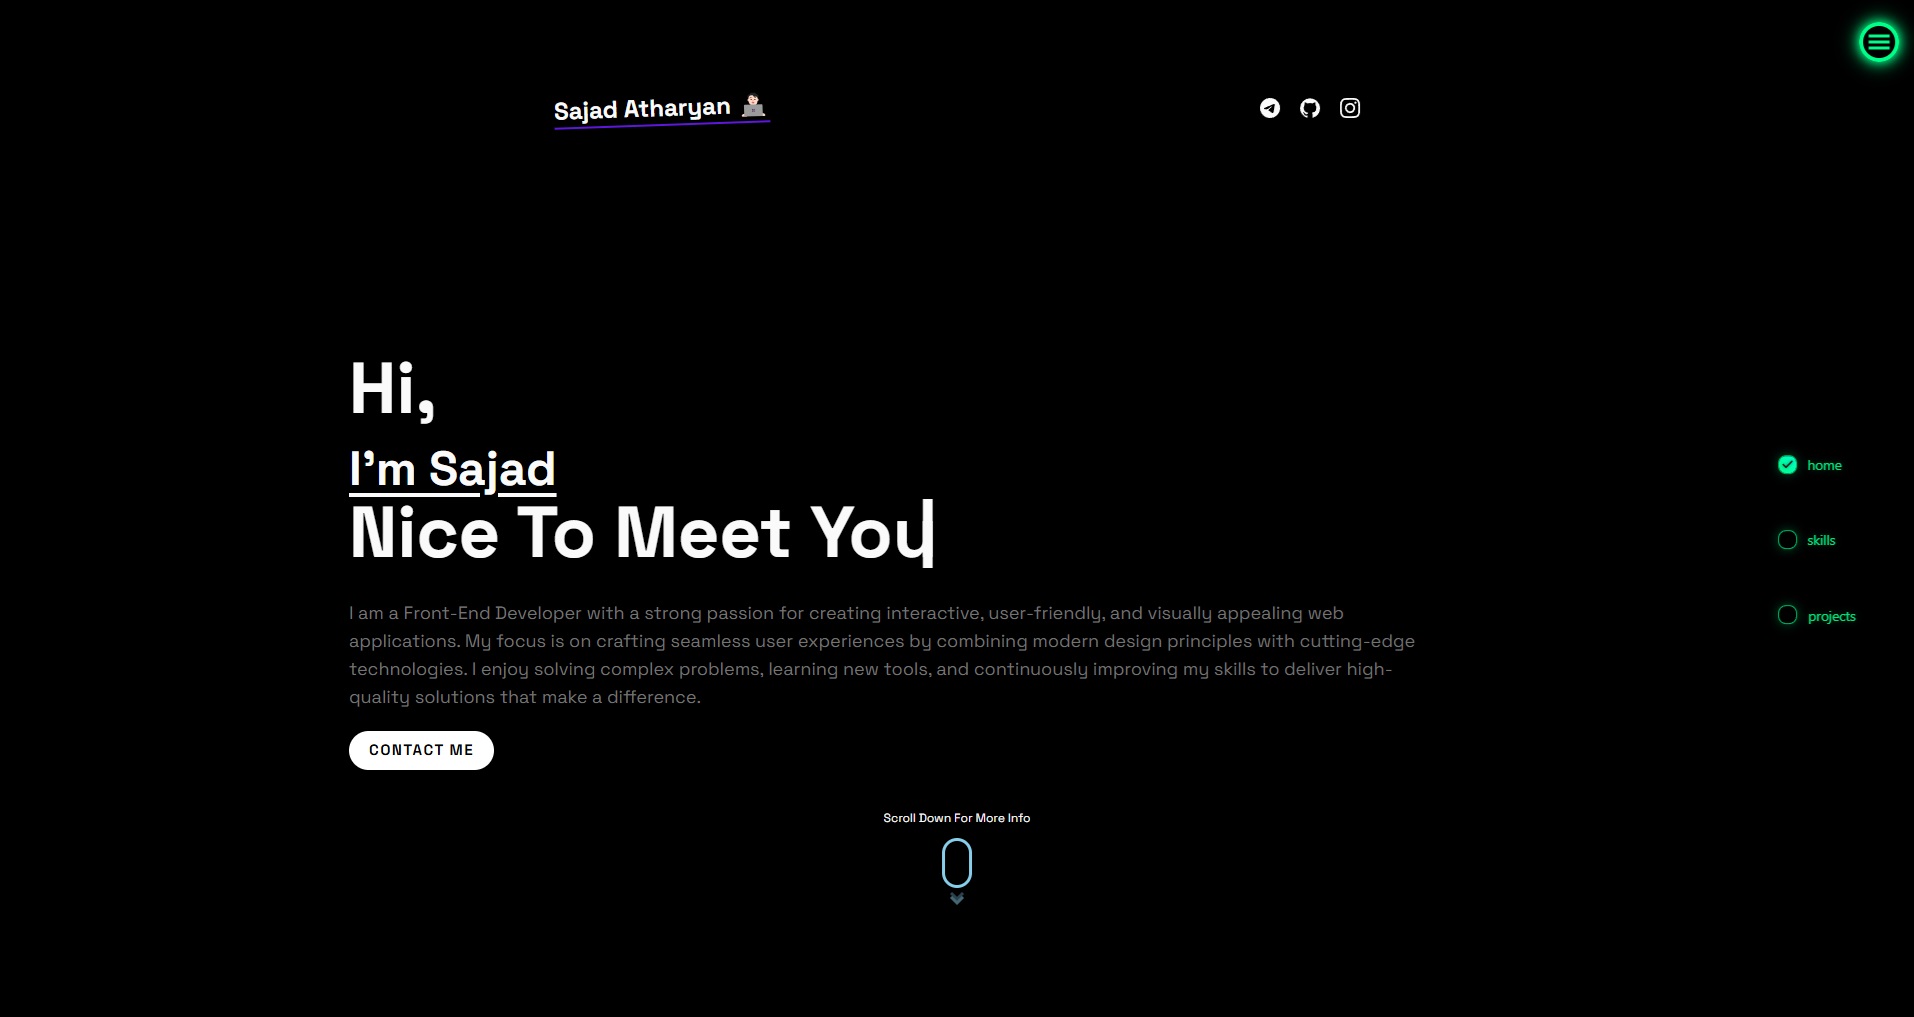 Sajad Atharyan
Hi,
I'm Sajad
Nice To Meet You
I am a Front-End Developer with a strong passion for creating interactive, user-friendly, and visually appealing web
applications. My focus is on crafting seamless user experiences by combining modern design principles with cutting-edge
technologies. I enjoy solving complex problems, learning new tools, and continuously improving my skills to deliver high-
quality solutions that make a difference.
CONTACT ME
Scroll Down For More Info
home
skills
projects